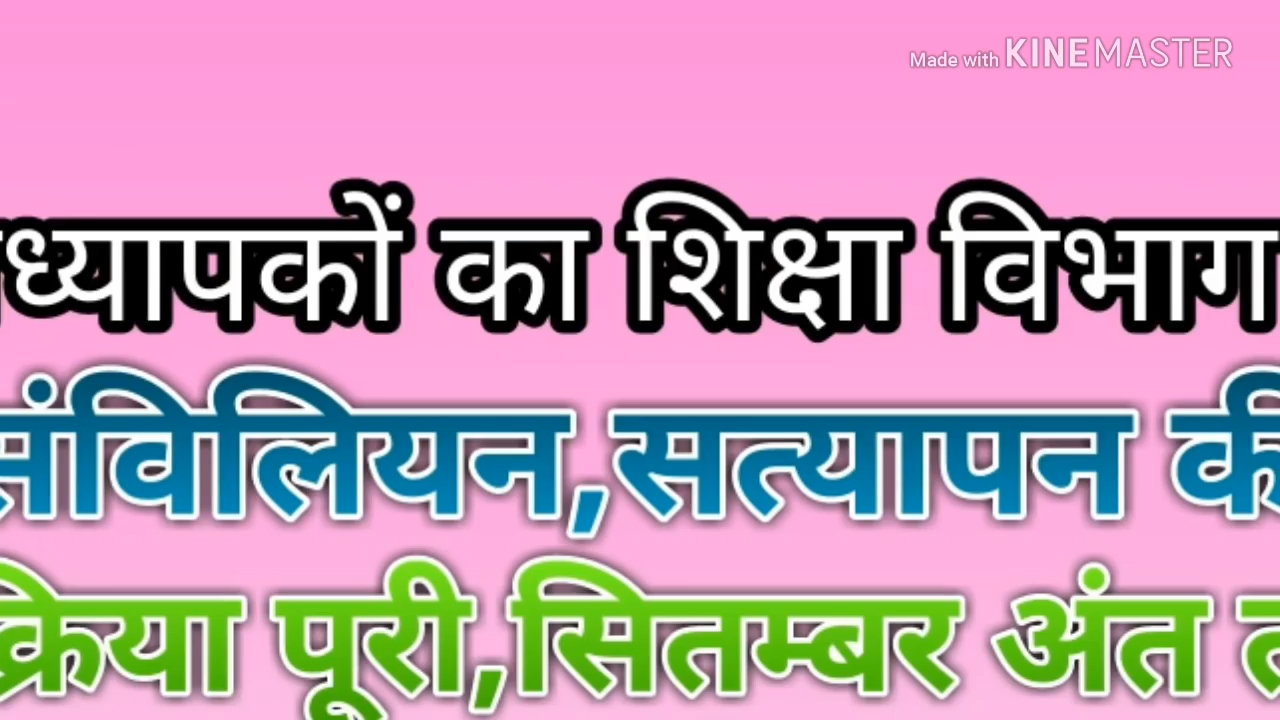 Made with KINEMASTER
ध्यापकों का शिक्षा विभाग
संविलियन,सत्यापन की
क्रिया पूरी,सितम्बर अंत